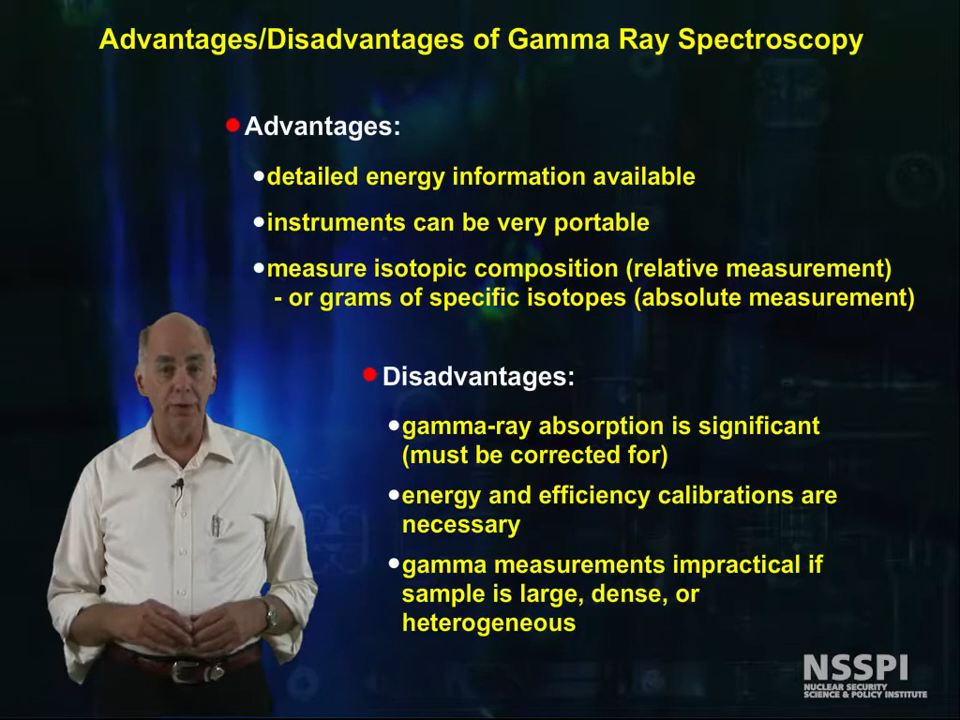 Advantages/Disadvantages of Gamma Ray Spectroscopy
Advantages:
detailed energy information available
instruments can be very portable
measure isotopic composition (relative measurement)
- or grams of specific isotopes (absolute measurement)
Disadvantages:
gamma-ray absorption is significant
(must be corrected for)
energy and efficiency calibrations are
necessary
gamma measurements impractical if
sample is large, dense, or
heterogeneous
NSSPI
NUCLEAR SECURITY
SCIENCE & POLICY INSTITUTE